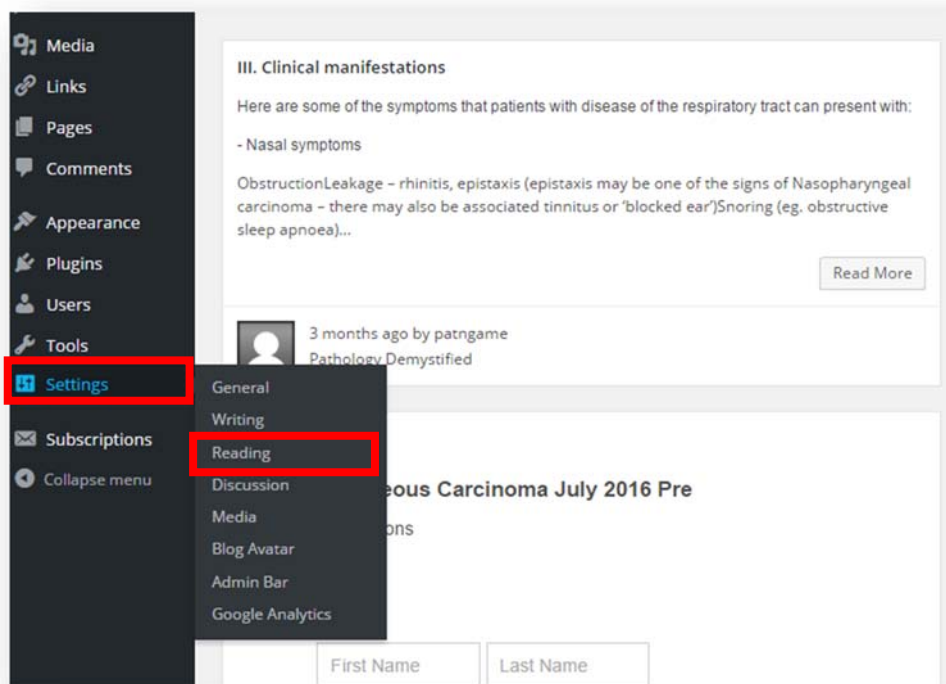 Media
Links
Pages
Comments
Appearance
Plugins
Users
Tools
Settings
Subscriptions
Collapse menu
General
Writing
Reading
Discussion
Media
Blog Avatar
Admin Bar
Google Analytics
III. Clinical manifestations
Here are some of the symptoms that patients with disease of the respiratory tract can present with:
- Nasal symptoms
ObstructionLeakage – rhinitis, epistaxis (epistaxis may be one of the signs of Nasopharyngeal
carcinoma – there may also be associated tinnitus or ‘blocked ear’)Snoring (eg. obstructive
sleep apnoea)...
Read More
3 months ago by patngame
Pathology Demystified
eous Carcinoma July 2016 Pre
ons
First Name
Last Name